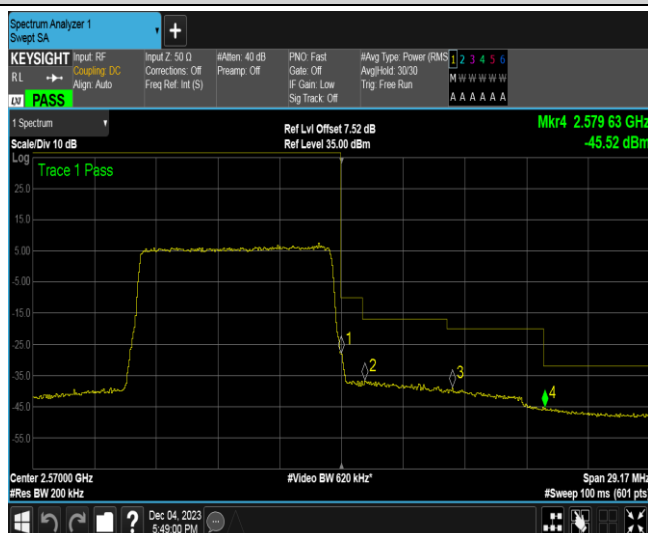 Spectrum Analyzer 1
Swept SA
+
KEYSIGHT
RL
PASS
Input: RF
Coupling: DC
Align: Auto
Input Z: 50 Ω
Corrections: Off
Freq Ref: Int (S)
#Atten: 40 dB
Preamp: Off
PNO: Fast
Gate: Off
IF Gain: Low
Sig Track: Off
#Avg Type: Power (RMS
Avg|Hold: 30/30
Trig: Free Run
1 2 3 4 5 6
M W W W W W
A A A A A A
1 Spectrum
Scale/Div 10 dB
Ref Lvl Offset 7.52 dB
Ref Level 35.00 dBm
Mkr4 2.579 63 GHz
-45.52 dBm
Log
Trace 1 Pass
25.0
15.0
5.00
-5.00
-15.0
-25.0
-35.0
-45.0
-55.0
1
2
3
4
Center 2.57000 GHz
#Res BW 200 kHz
#Video BW 620 kHz*
Span 29.17 MHz
#Sweep 100 ms (601 pts)
?
Dec 04, 2023
5:49:00 PM